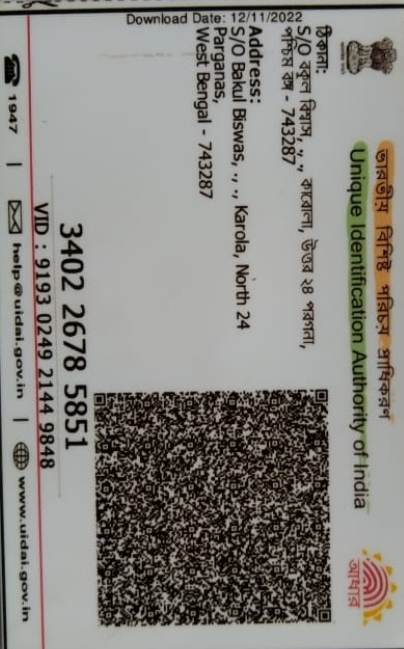 Download Date: 12/11/2022
ভারতীয় বিশিষ্ট পরিচয় প্রাধিকরণ
Unique Identification Authority of India
আধার
ঠিকানা:
S/O বকুল বিশ্বাস, ., ., কারোলা, উত্তর ২৪ পরগনা,
পশ্চিম বঙ্গ - 743287
Address:
S/O Bakul Biswas, ., ., Karola, North 24
Parganas,
West Bengal - 743287
3402 2678 5851
VID : 9193 0249 2144 9848
1947 | help@uidai.gov.in | www.uidai.gov.in